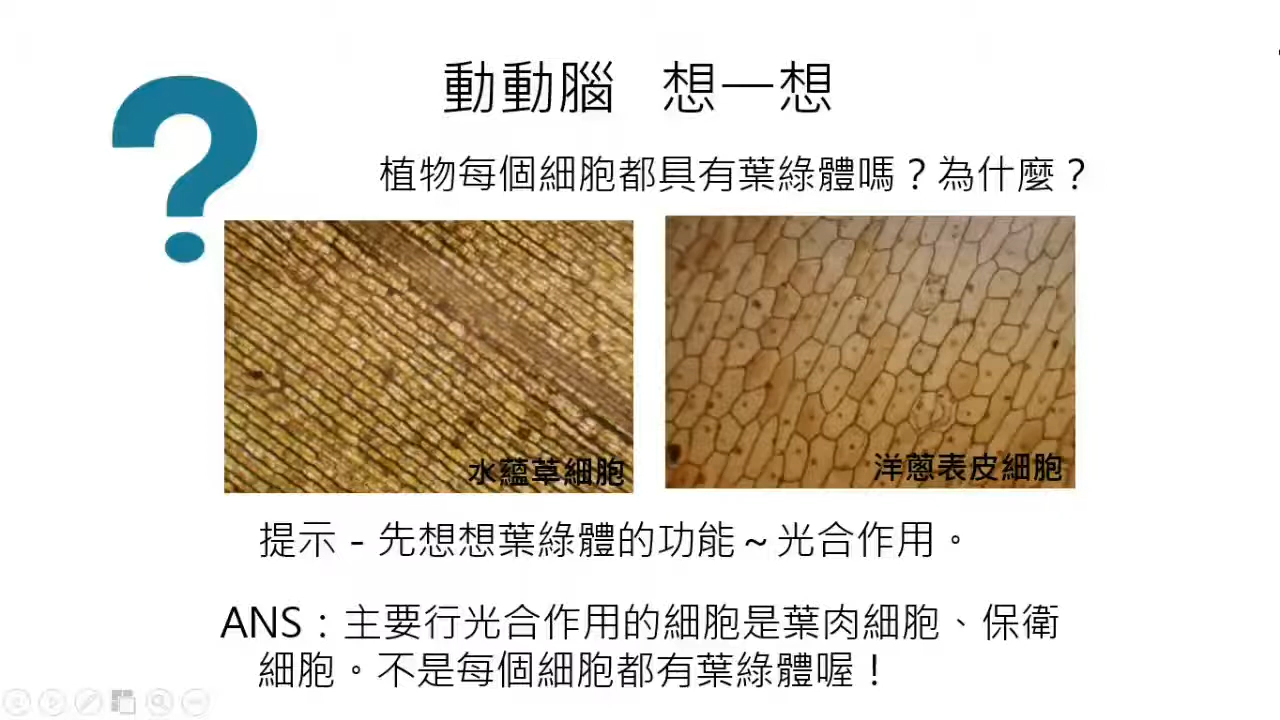 動動腦 想一想
植物每個細胞都具有葉綠體嗎？為什麼？
水蘊草細胞
洋蔥表皮細胞
提示－先想想葉綠體的功能～光合作用。
ANS：主要行光合作用的細胞是葉肉細胞、保衛
細胞。不是每個細胞都有葉綠體喔！